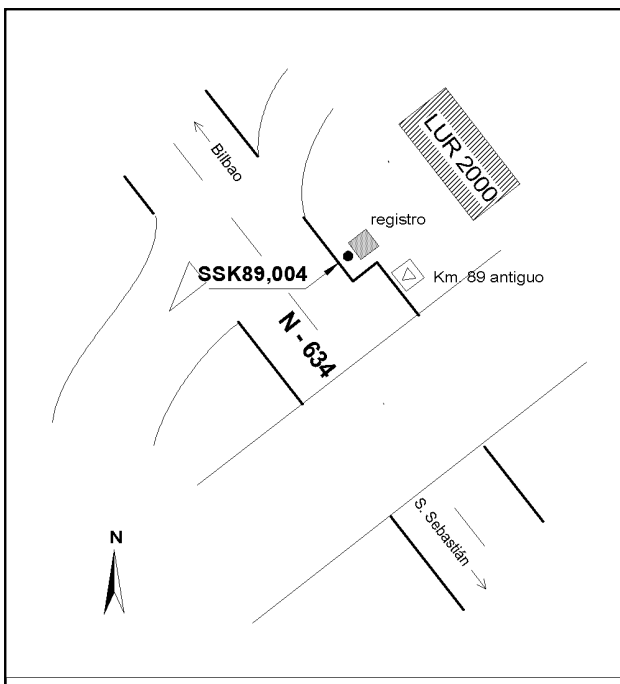 LUR 2000
Bilbao
registro
SSK89,004
Km. 89 antiguo
N - 634
S. Sebastián
N